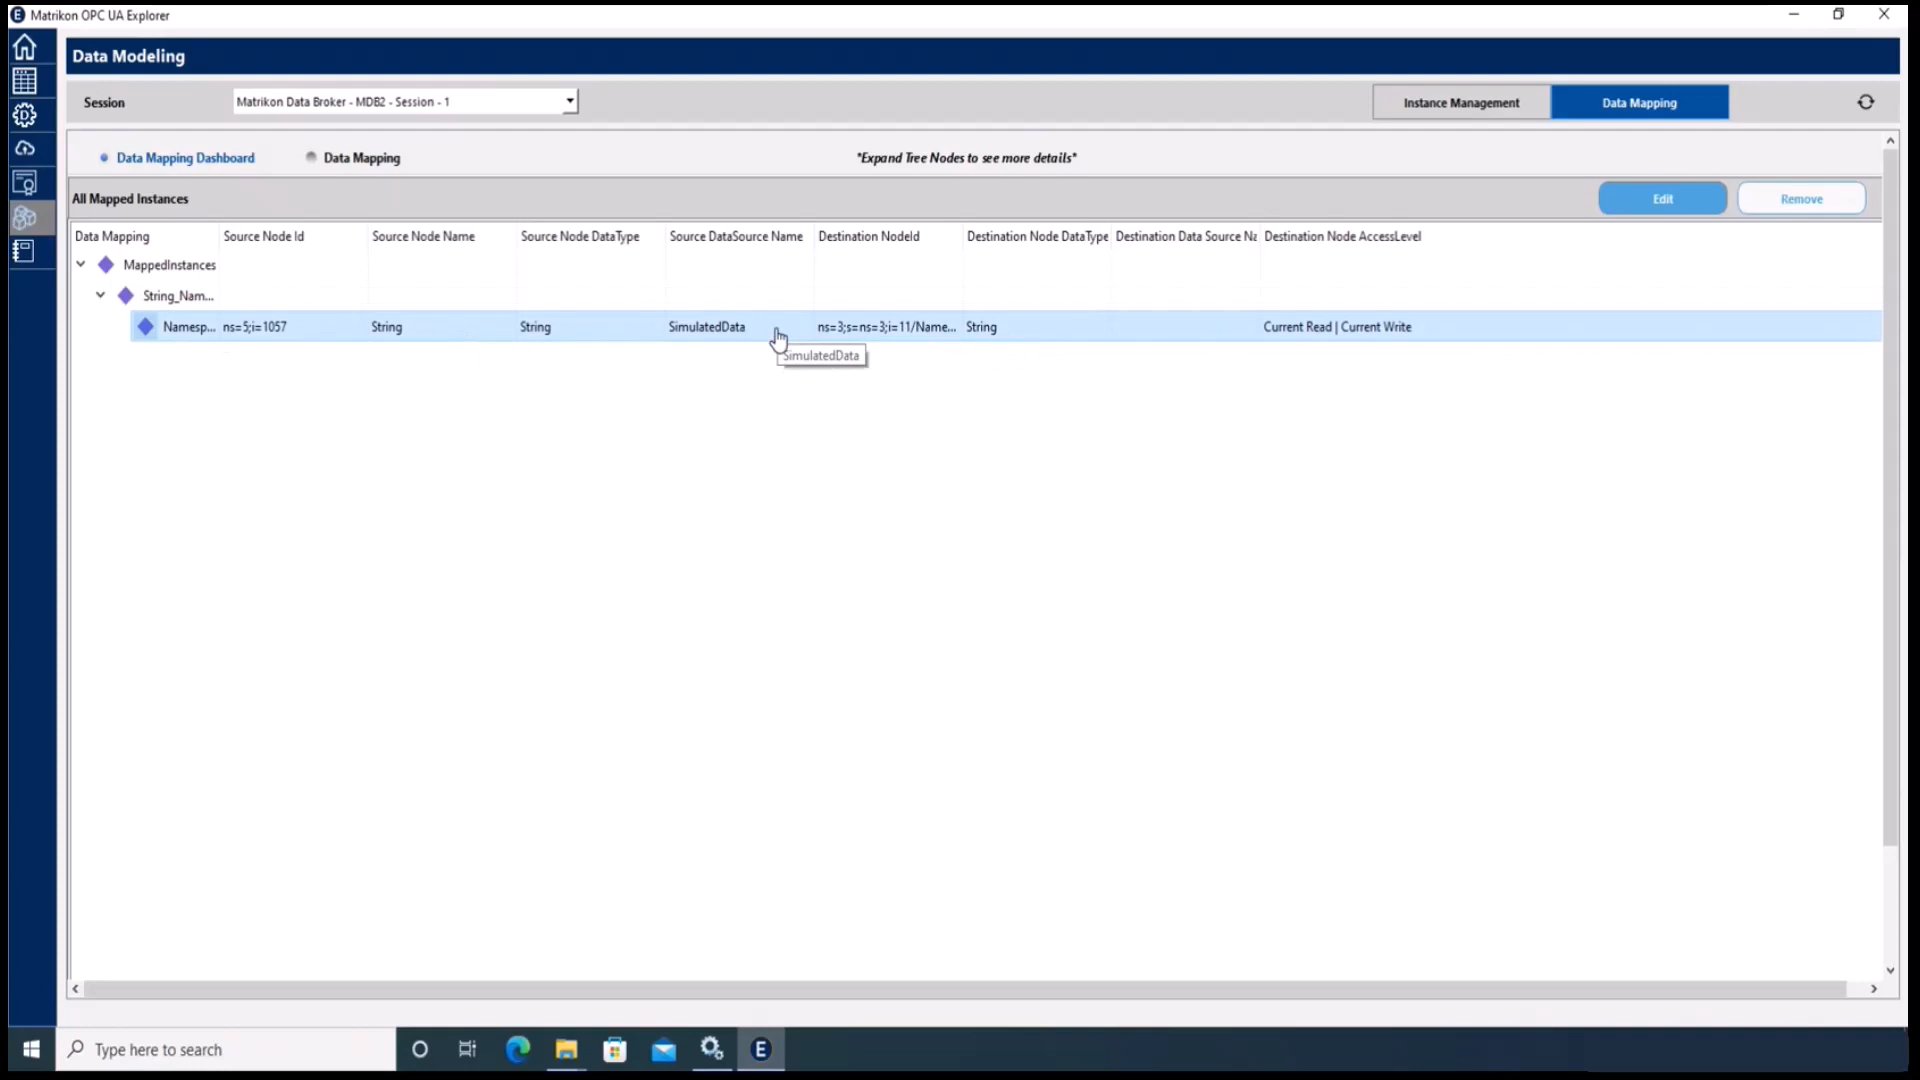 Matrikon OPC UA Explorer
Data Modeling
Session
Matrikon Data Broker - MDB2 - Session - 1
Instance Management
Data Mapping
Data Mapping Dashboard
Data Mapping
*Expand Tree Nodes to see more details*
All Mapped Instances
Edit
Remove
Data Mapping Source Node Id Source Node Name Source Node DataType Source DataSource Name Destination NodeId Destination Node DataType Destination Data Source Na Destination Node AccessLevel
MappedInstances
String_Nam...
Namesp... ns=5;i=1057 String String SimulatedData ns=3;s=ns=3;i=11/Name... String Current Read | Current Write
SimulatedData
Type here to search